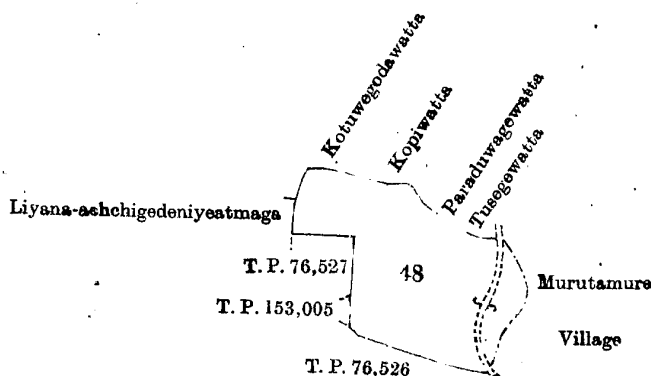 Kotuwegodawatta
Kopiwatta
Paraduwagewatta
Tusegewatta
Liyana-achchigedeniyeatmaga
T. P. 76,527
48
Murutamure
T. P. 153,005
Village
T. P. 76,526